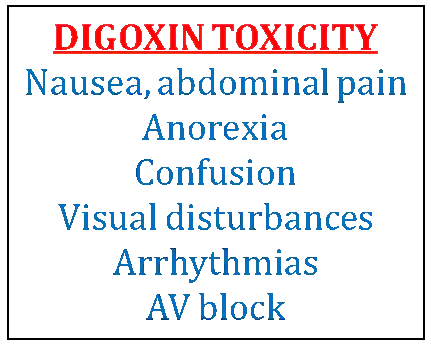 DIGOXIN TOXICITY
Nausea, abdominal pain
Anorexia
Confusion
Visual disturbances
Arrhythmias
AV block